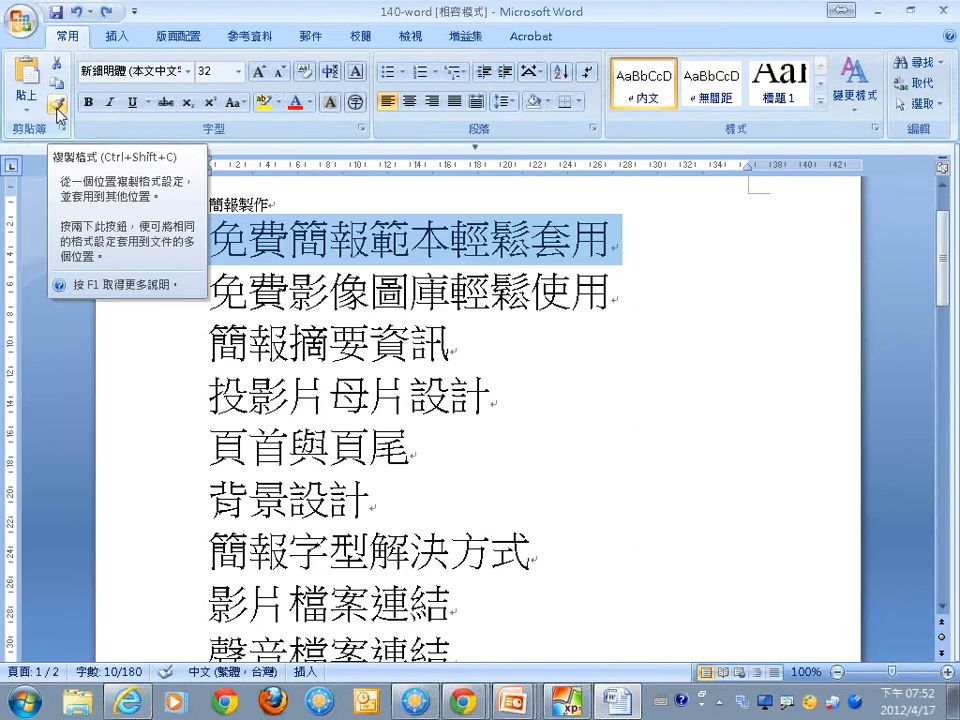 140-word [相容模式] - Microsoft Word
常用 插入 版面配置 參考資料 郵件 校閱 檢視 增益集 Acrobat
貼上
新細明體 (本文中文 32
AaBbCcD AaBbCcD AaBl
內文 無間距 標題 1
變更樣式
尋找
取代
選取
剪貼簿 字型 段落 樣式 編輯
複製格式 (Ctrl+Shift+C)
從一個位置複製格式設定，
並套用到其他位置。
按兩下此按鈕，便可將相同
的格式設定套用到文件的多
個位置。
按 F1 取得更多說明。
簡報製作
免費簡報範本輕鬆套用
免費影像圖庫輕鬆使用
簡報摘要資訊
投影片母片設計
頁首與頁尾
背景設計
簡報字型解決方式
影片檔案連結
聲音檔案連結
頁面: 1 / 2 字數: 10/180 中文 (繁體，台灣) 插入 100%
下午 07:52
2012/4/17